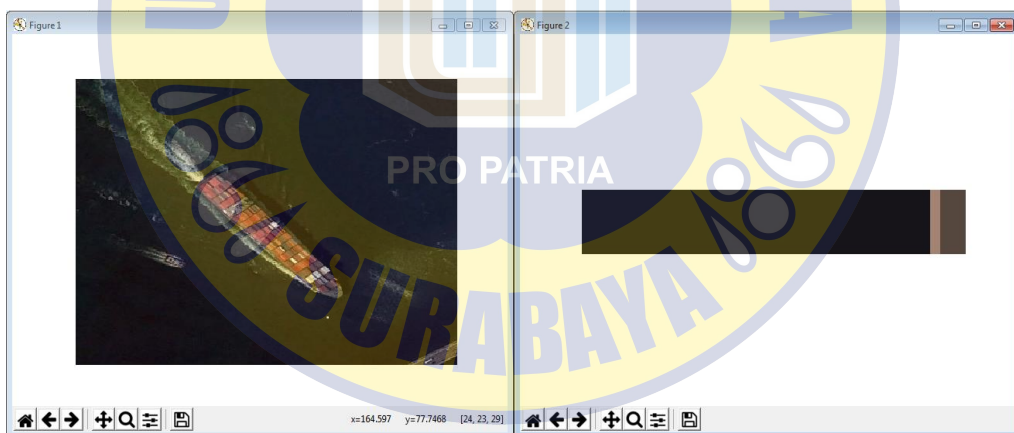 Figure 1
Figure 2
PRO PATRIA
SURABAYA
x=164.597 y=77.7468 [24, 23, 29]